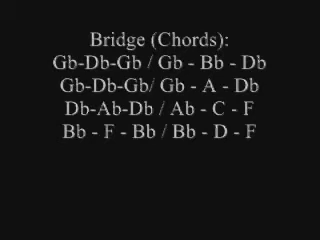 Bridge (Chords):
Gb-Db-Gb / Gb - Bb - Db
Gb-Db-Gb/ Gb - A - Db
Db-Ab-Db / Ab - C - F
Bb - F - Bb / Bb - D - F